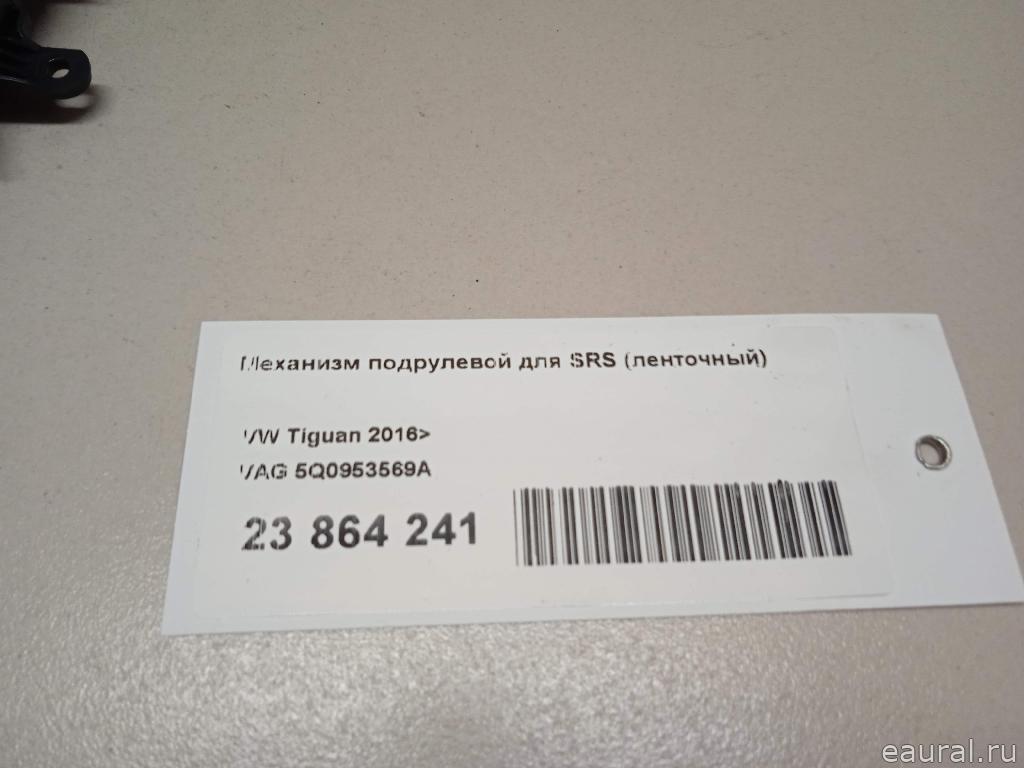 Механизм подрулевой для SRS (ленточный)
VW Tiguan 2016>
VAG 5Q0953569A
23 864 241
eaural.ru